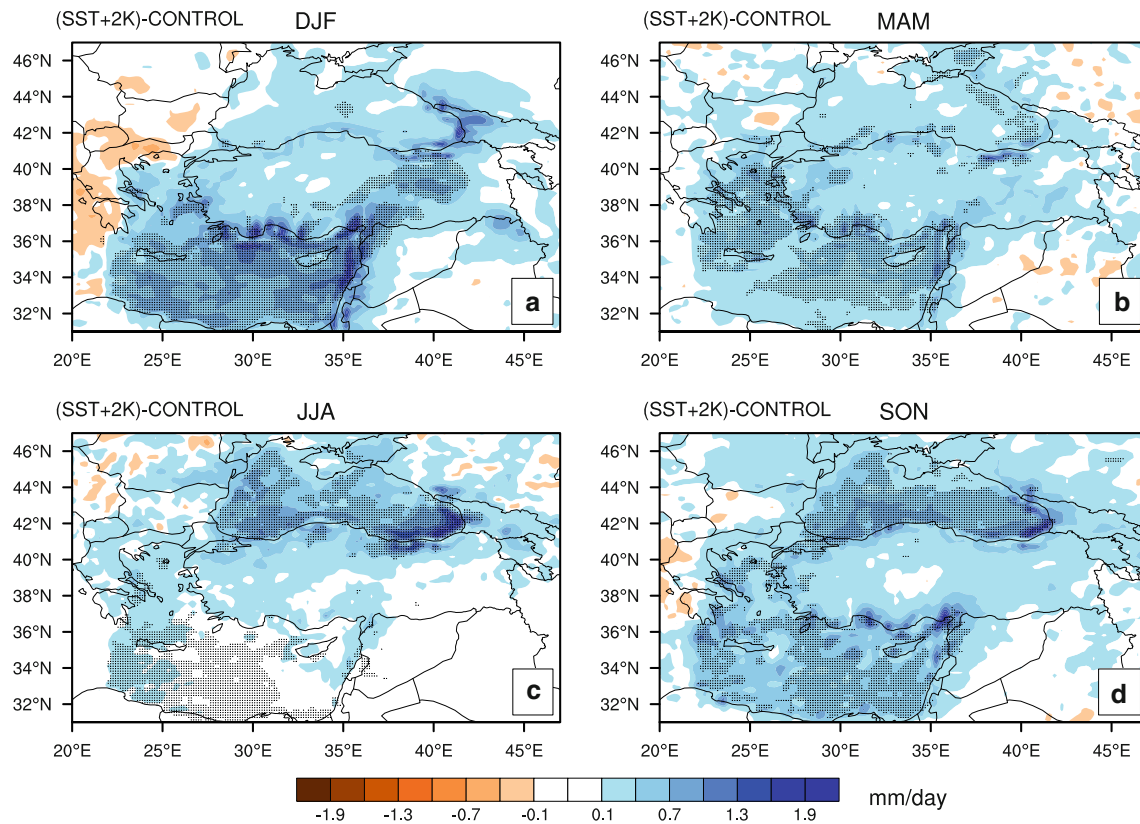 (SST+2K)-CONTROL DJF
(SST+2K)-CONTROL MAM
46°N
44°N
42°N
40°N
38°N
36°N
34°N
32°N
a
20°E 25°E 30°E 35°E 40°E 45°E
46°N
44°N
42°N
40°N
38°N
36°N
34°N
32°N
b
20°E 25°E 30°E 35°E 40°E 45°E
(SST+2K)-CONTROL JJA
(SST+2K)-CONTROL SON
46°N
44°N
42°N
40°N
38°N
36°N
34°N
32°N
c
20°E 25°E 30°E 35°E 40°E 45°E
46°N
44°N
42°N
40°N
38°N
36°N
34°N
32°N
d
20°E 25°E 30°E 35°E 40°E 45°E
-1.9 -1.3 -0.7 -0.1 0.1 0.7 1.3 1.9 mm/day